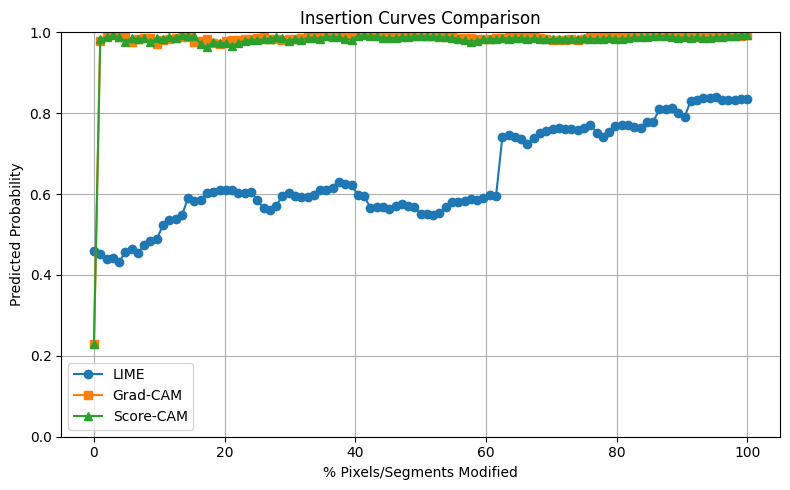 Insertion Curves Comparison
Predicted Probability
1.0
0.8
0.6
0.4
0.2
0.0
LIME
Grad-CAM
Score-CAM
0 20 40 60 80 100
% Pixels/Segments Modified